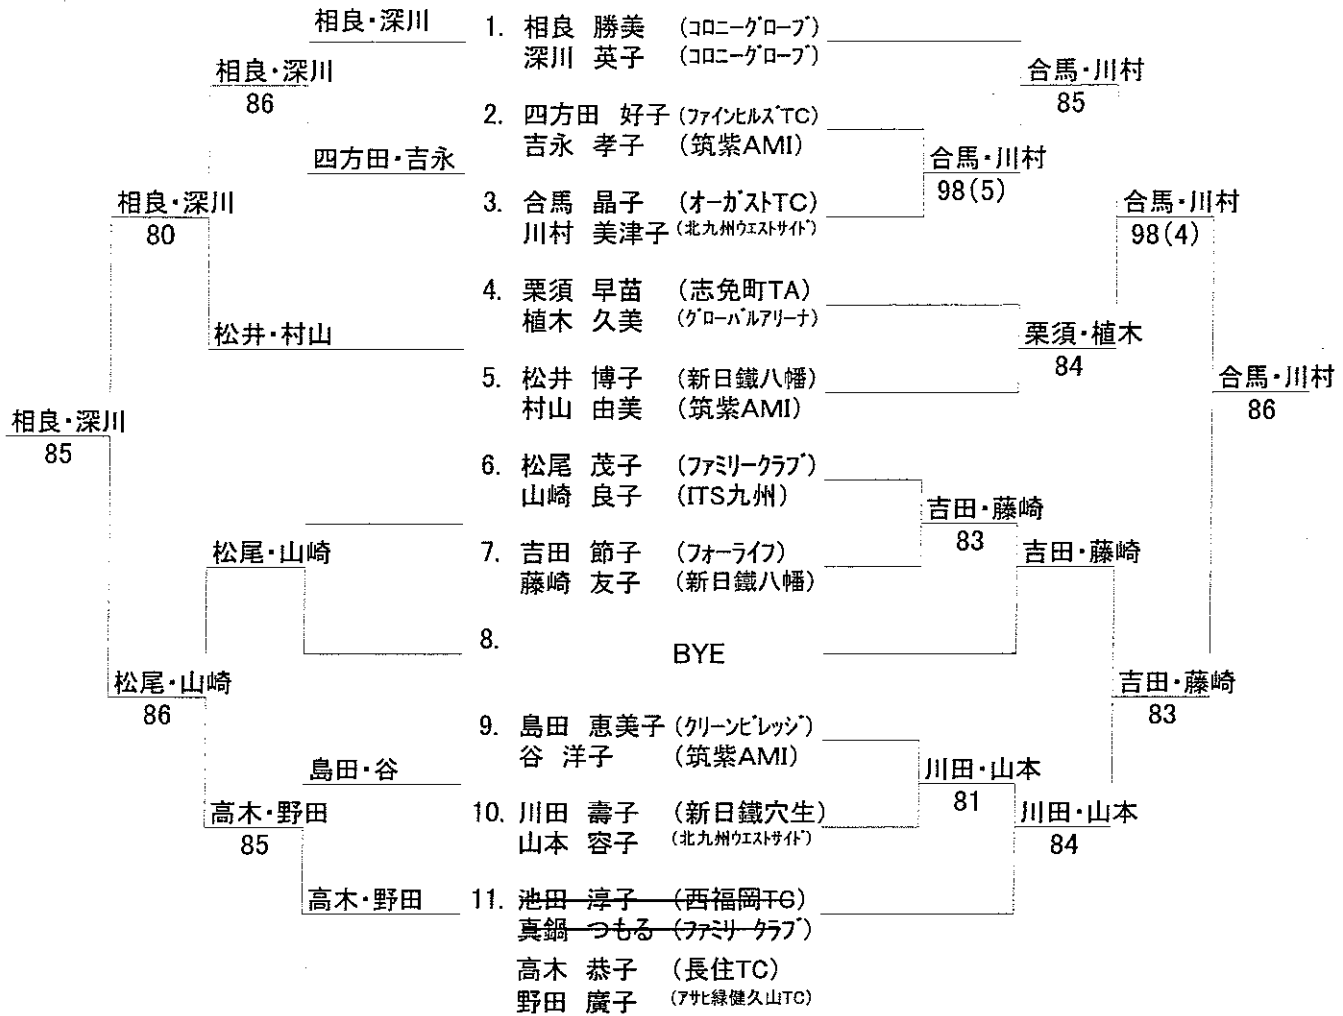 相良・深川
1. 相良 勝美 (コロニーグローブ)
深川 英子 (コロニーグローブ)
相良・深川
86
合馬・川村
85
2. 四方田 好子 (ファインヒルズTC)
吉永 孝子 (筑紫AMI)
四方田・吉永
合馬・川村
98(5)
相良・深川
80
3. 合馬 晶子 (オーガストTC)
川村 美津子 (北九州ウエストサイド)
合馬・川村
98(4)
4. 栗須 早苗 (志免町TA)
植木 久美 (グローバルアリーナ)
松井・村山
栗須・植木
84
5. 松井 博子 (新日鐵八幡)
村山 由美 (筑紫AMI)
合馬・川村
86
相良・深川
85
6. 松尾 茂子 (ファミリークラブ)
山崎 良子 (ITS九州)
吉田・藤崎
83
松尾・山崎
7. 吉田 節子 (フォーライフ)
藤崎 友子 (新日鐵八幡)
吉田・藤崎
8.
BYE
松尾・山崎
86
吉田・藤崎
83
9. 島田 恵美子 (クリーンビレッジ)
谷 洋子 (筑紫AMI)
島田・谷
川田・山本
81
高木・野田
85
10. 川田 壽子 (新日鐵穴生)
山本 容子 (北九州ウエストサイド)
川田・山本
84
高木・野田
11. 池田 淳子 (西福岡TC)
真鍋 つもる (ファミリークラブ)
高木 恭子 (長住TC)
野田 廣子 (アサヒ緑健久山TC)